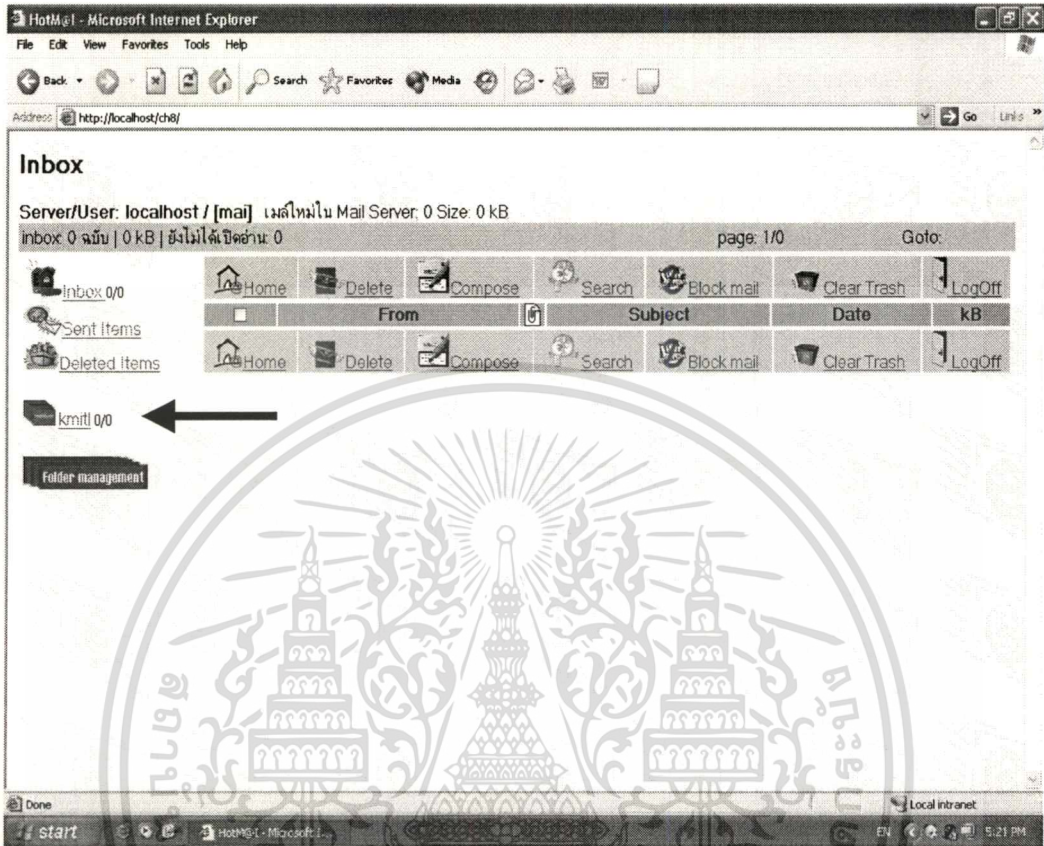 HotM@l - Microsoft Internet Explorer
File Edit View Favorites Tools Help
Back Search Favorites Media
Address http://localhost/ch8/ Go Links »
Inbox
Server/User: localhost / [mai] เมล์ใหม่ใน Mail Server: 0 Size: 0 kB
inbox: 0 ฉบับ | 0 kB | ยังไม่ได้เปิดอ่าน: 0 page: 1/0 Goto:
Inbox 0/0
Home Delete Compose Search Block mail Clear Trash LogOff
Sent Items
From Subject Date kB
Deleted Items
Home Delete Compose Search Block mail Clear Trash LogOff
kmitl 0/0
Folder management
Done Local intranet
start HotM@l - Microsoft I... EN 5:21 PM